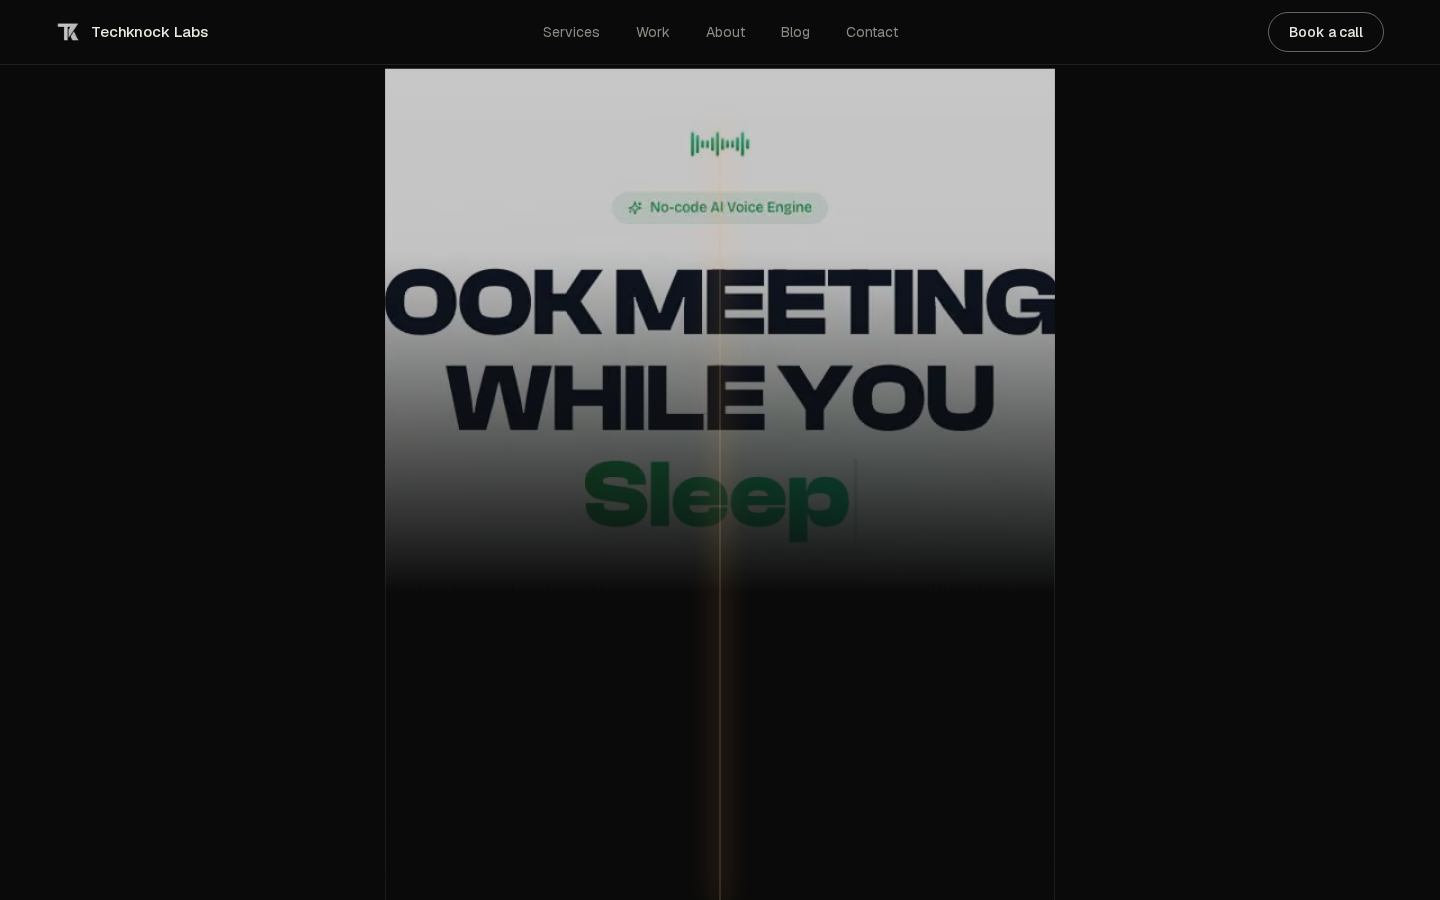 Techknock Labs
Services
Work
About
Blog
Contact
Book a call
No-code AI Voice Engine
OOK MEETING
WHILE YOU
Sleep